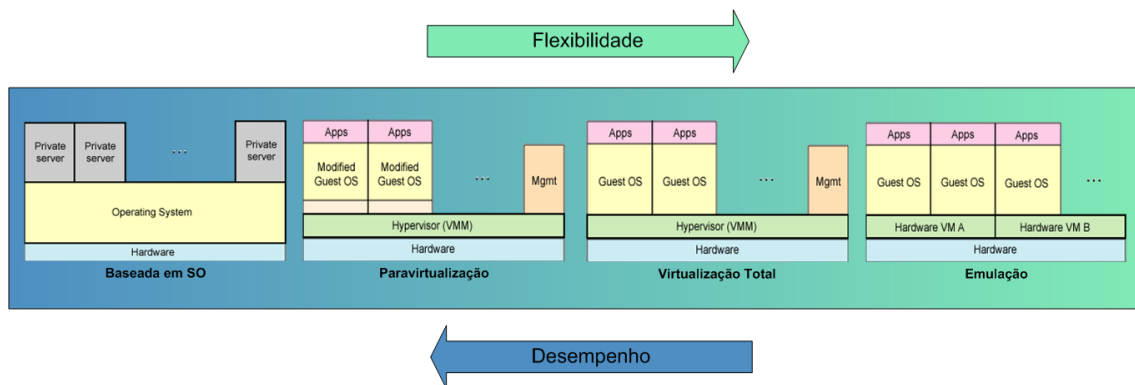 Flexibilidade
Private server
Private server
...
Private server
Operating System
Hardware
Baseada em SO
Apps
Apps
Modified Guest OS
Modified Guest OS
...
Mgmt
Hypervisor (VMM)
Hardware
Paravirtualização
Apps
Apps
Guest OS
Guest OS
...
Mgmt
Hypervisor (VMM)
Hardware
Virtualização Total
Apps
Apps
Apps
Guest OS
Guest OS
Guest OS
...
Hardware VM A
Hardware VM B
Hardware
Emulação
Desempenho